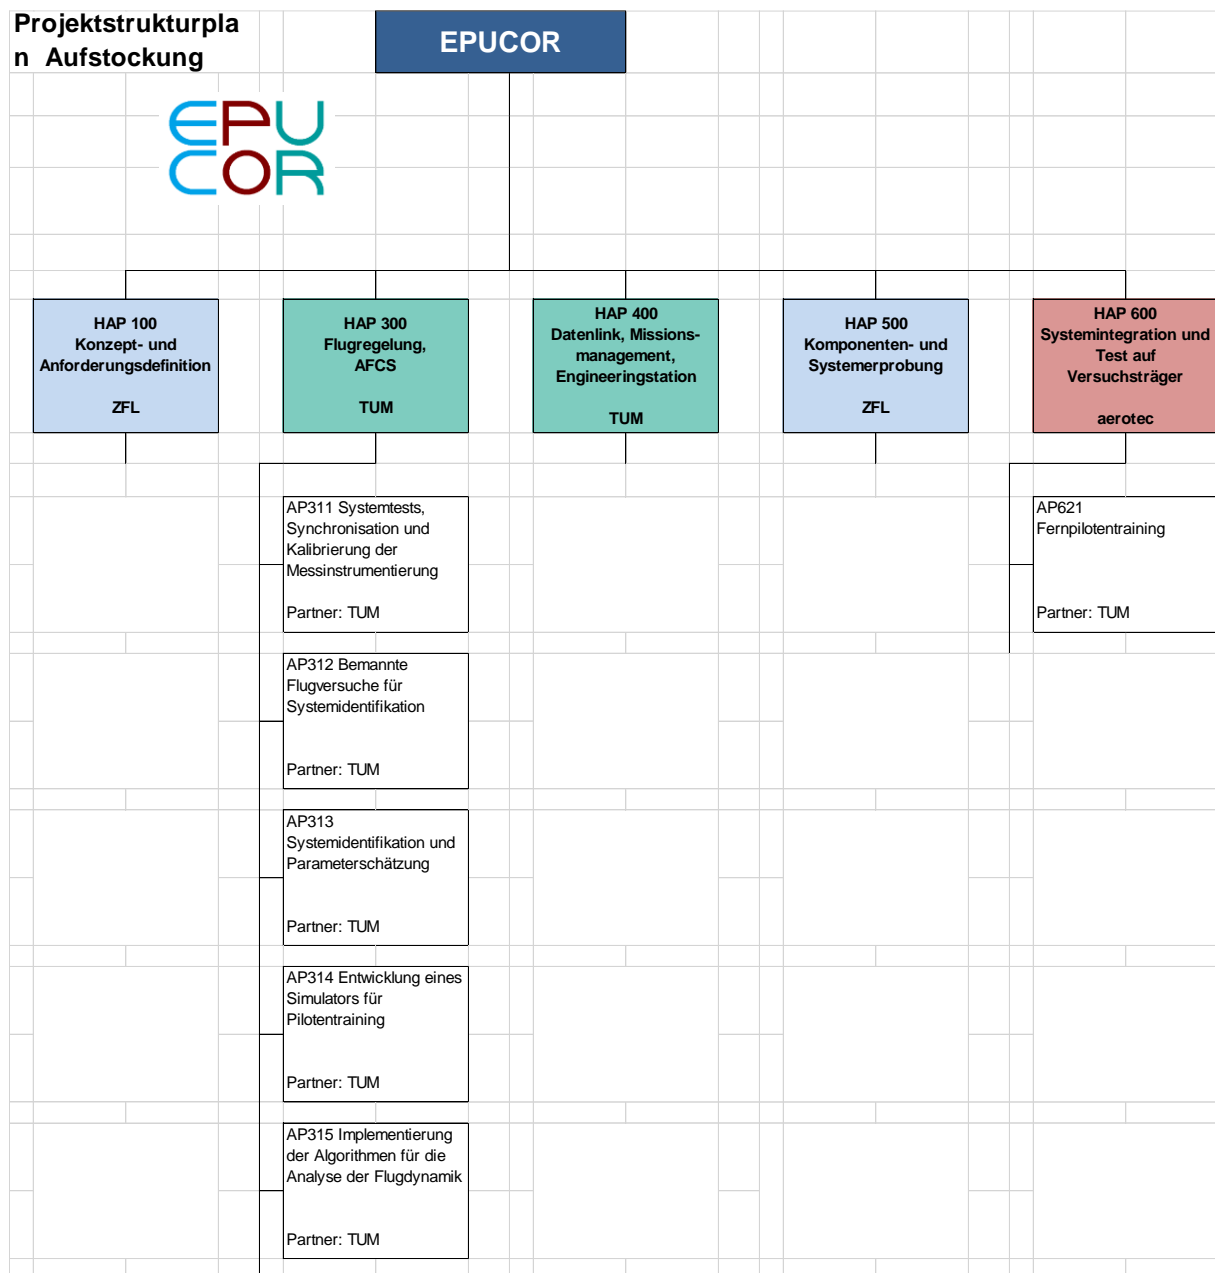 Projektstrukturpla
n Aufstockung
EPUCOR
EPU
COR
HAP 100
Konzept- und
Anforderungsdefinition
ZFL
HAP 300
Flugregelung,
AFCS
TUM
HAP 400
Datenlink, Missions-
management,
Engineeringstation
TUM
HAP 500
Komponenten- und
Systemerprobung
ZFL
HAP 600
Systemintegration und
Test auf
Versuchsträger
aerotec
AP311 Systemtests,
Synchronisation und
Kalibrierung der
Messinstrumentierung
Partner: TUM
AP621
Fernpilotentraining
Partner: TUM
AP312 Bemannte
Flugversuche für
Systemidentifikation
Partner: TUM
AP313
Systemidentifikation und
Parameterschätzung
Partner: TUM
AP314 Entwicklung eines
Simulators für
Pilotentraining
Partner: TUM
AP315 Implementierung
der Algorithmen für die
Analyse der Flugdynamik
Partner: TUM